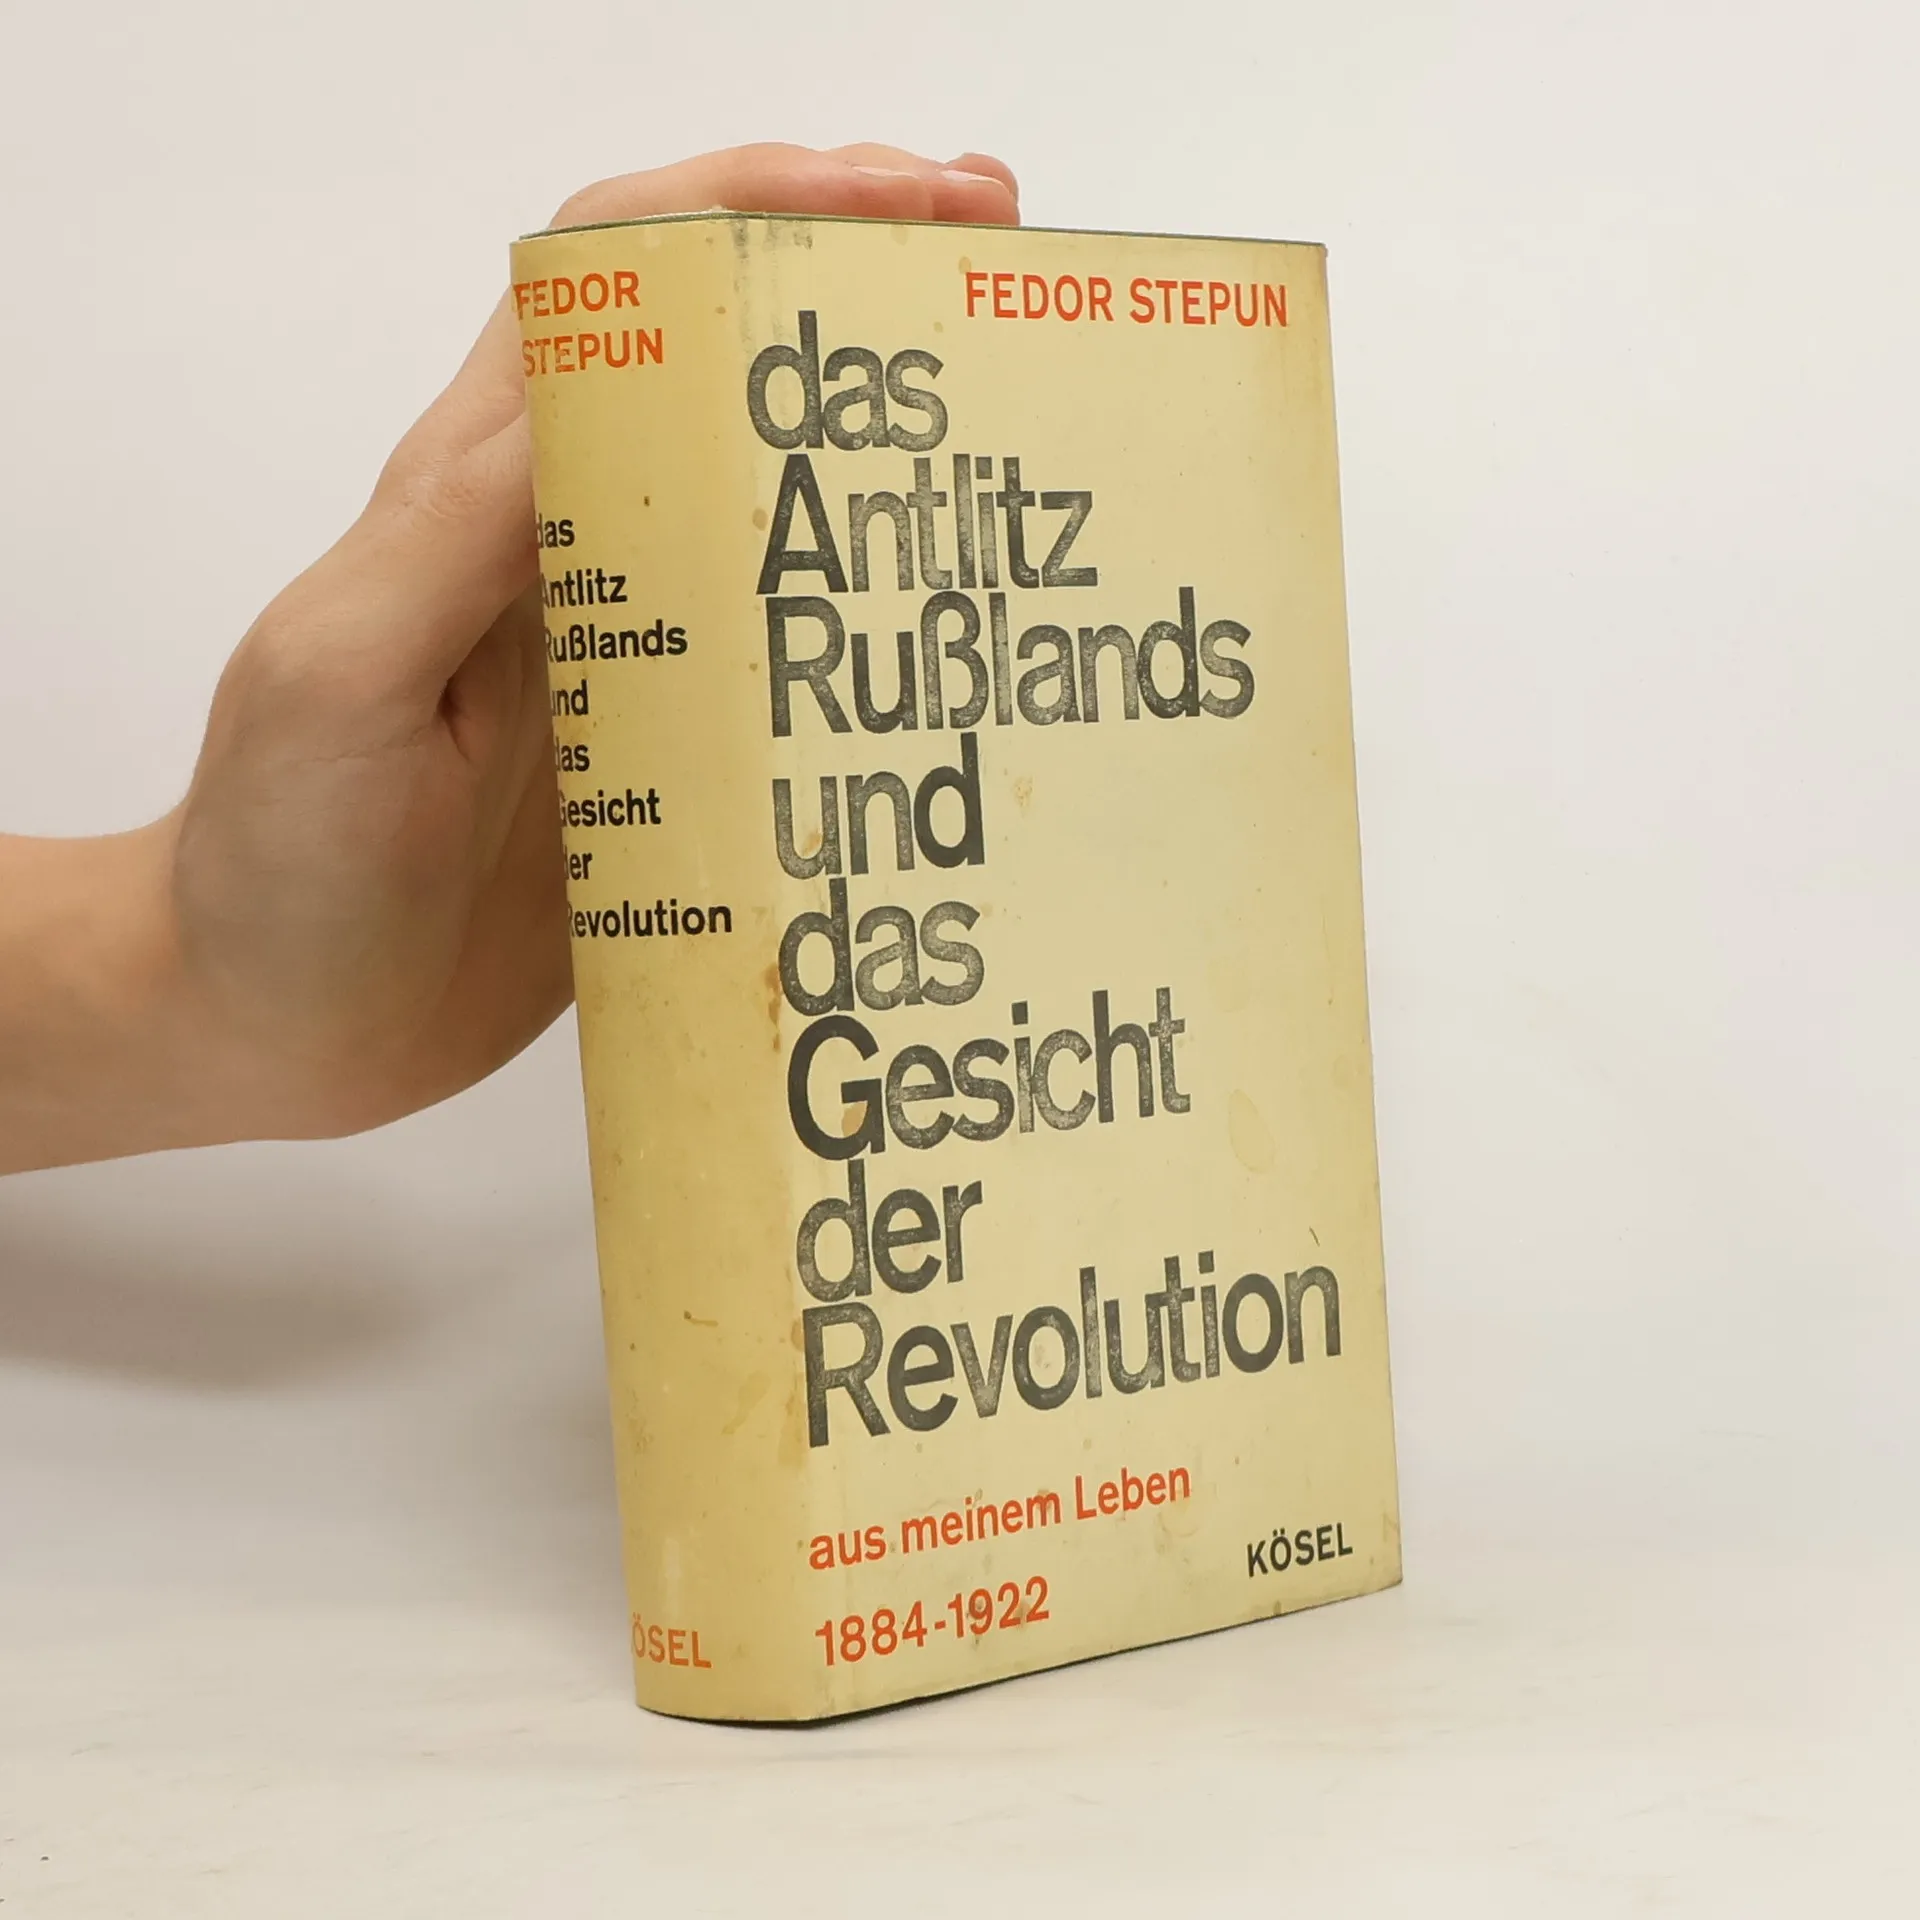 FEDOR
STEPUN
das
Antlitz
Rußlands
und
das
Gesicht
der
Revolution
KÖSEL
FEDOR STEPUN
das
Antlitz
Rußlands
und
das
Gesicht
der
Revolution
aus meinem Leben
1884-1922
KÖSEL